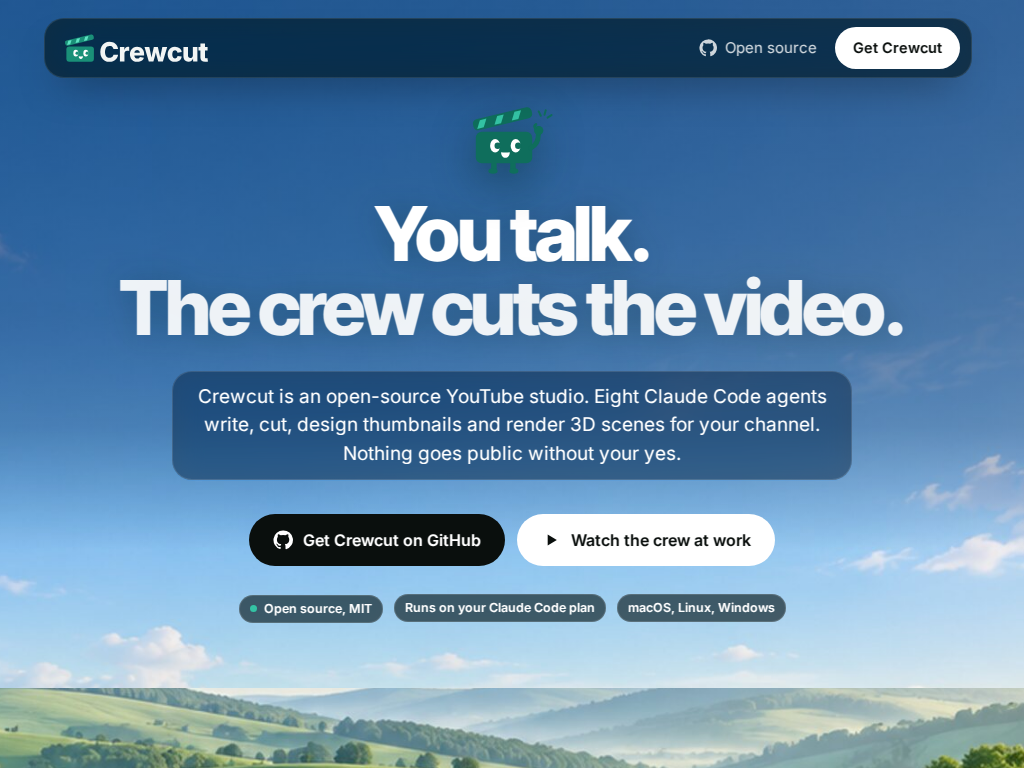 Crewcut
Open source
Get Crewcut
You talk.
The crew cuts the video.
Crewcut is an open-source YouTube studio. Eight Claude Code agents
write, cut, design thumbnails and render 3D scenes for your channel.
Nothing goes public without your yes.
Get Crewcut on GitHub
Watch the crew at work
Open source, MIT
Runs on your Claude Code plan
macOS, Linux, Windows